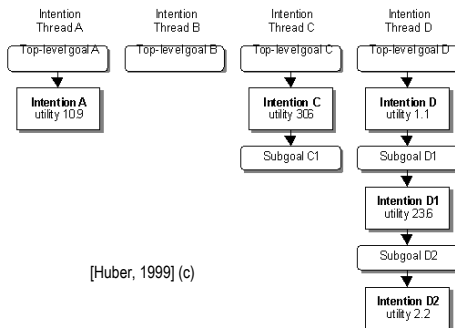 Intention
Thread A
Intention
Thread B
Intention
Thread C
Intention
Thread D
Top-level goal A
Top-level goal B
Top-level goal C
Top-level goal D
Intention A
utility 10.9
Intention C
utility 306
Intention D
utility 1.1
Subgoal C1
Subgoal D1
Intention D1
utility 23.6
Subgoal D2
[Huber, 1999] (c)
Intention D2
utility 2.2